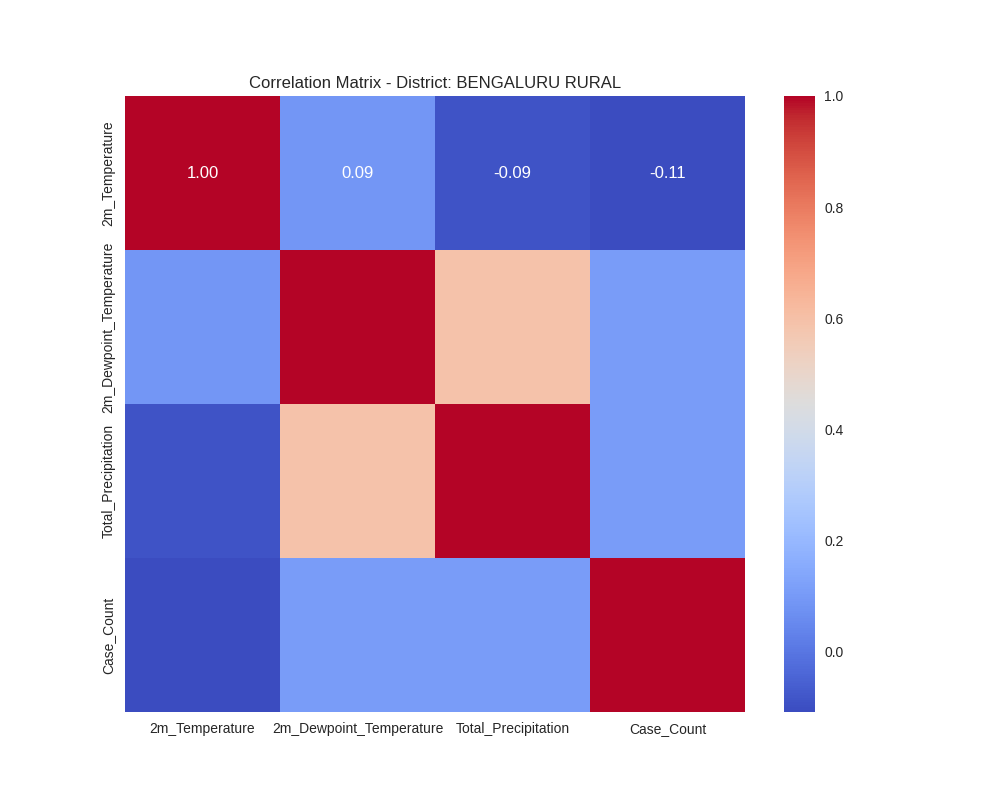 Correlation Matrix - District: BENGALURU RURAL
2m_Temperature
1.00
0.09
-0.09
-0.11
2m_Dewpoint_Temperature
Total_Precipitation
Case_Count
2m_Temperature
2m_Dewpoint_Temperature
Total_Precipitation
Case_Count
1.0
0.8
0.6
0.4
0.2
0.0